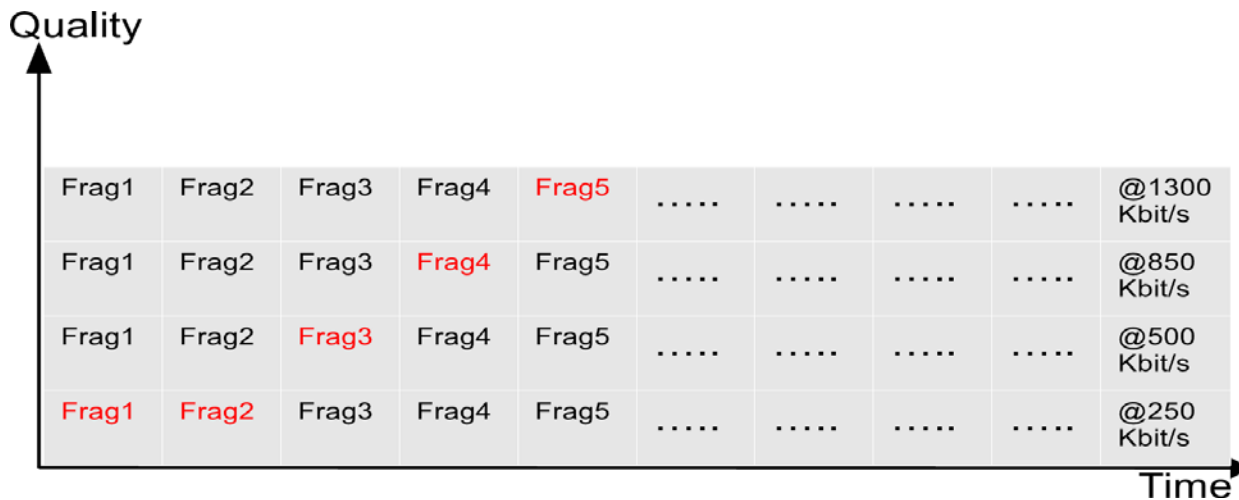 Quality
Frag1 Frag2 Frag3 Frag4 Frag5 ..... ..... ..... ..... @1300
Kbit/s
Frag1 Frag2 Frag3 Frag4 Frag5 ..... ..... ..... ..... @850
Kbit/s
Frag1 Frag2 Frag3 Frag4 Frag5 ..... ..... ..... ..... @500
Kbit/s
Frag1 Frag2 Frag3 Frag4 Frag5 ..... ..... ..... ..... @250
Kbit/s
Time